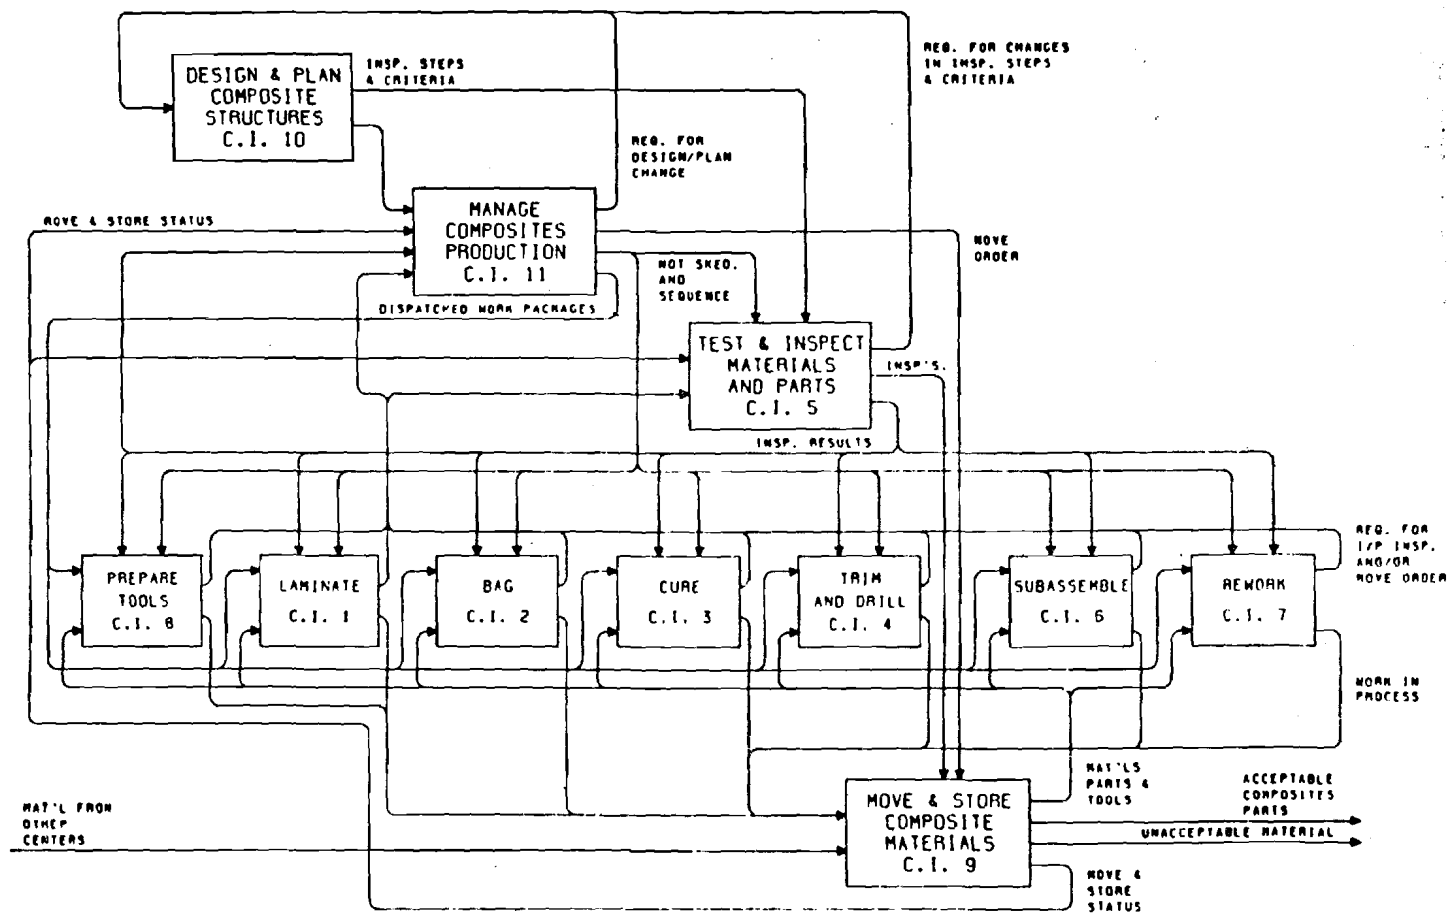 INSP. STEPS
& CRITERIA
REQ. FOR CHANGES
IN INSP. STEPS
& CRITERIA
DESIGN & PLAN
COMPOSITE
STRUCTURES
C.I. 10
REQ. FOR
DESIGN/PLAN
CHANGE
MOVE & STORE STATUS
MANAGE
COMPOSITES
PRODUCTION
C.I. 11
MOVE
ORDER
NOT SKED.
AND
SEQUENCE
DISPATCHED WORK PACKAGES
TEST & INSPECT
MATERIALS
AND PARTS
C.I. 5
INSP'S.
INSP. RESULTS
REQ. FOR
I/P INSP.
AND/OR
MOVE ORDER
PREPARE
TOOLS
C.I. 8
LAMINATE
C.I. 1
BAG
C.I. 2
CURE
C.I. 3
TRIM
AND DRILL
C.I. 4
SUBASSEMBLE
C.I. 6
REWORK
C.I. 7
WORK IN
PROCESS
MAT'LS
PARTS &
TOOLS
ACCEPTABLE
COMPOSITES
PARTS
UNACCEPTABLE MATERIAL
MAT'L FROM
OTHER
CENTERS
MOVE & STORE
COMPOSITE
MATERIALS
C.I. 9
MOVE &
STORE
STATUS